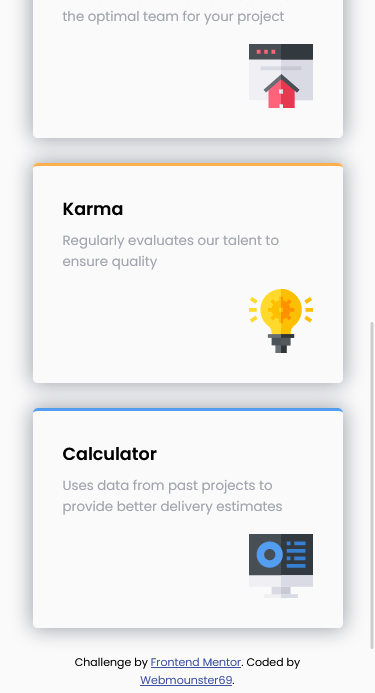 the optimal team for your project
Karma
Regularly evaluates our talent to
ensure quality
Calculator
Uses data from past projects to
provide better delivery estimates
Challenge by Frontend Mentor. Coded by
Webmounster69.